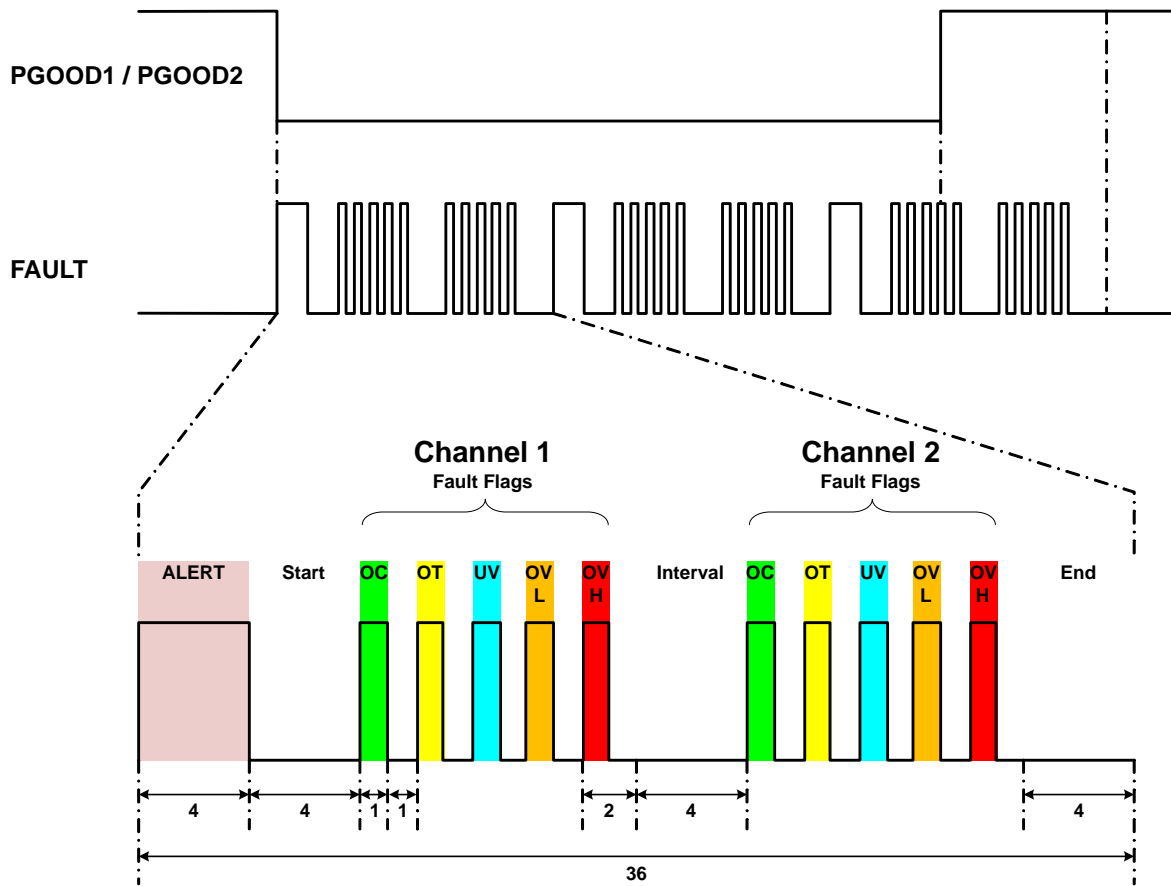 PGOOD1 / PGOOD2
FAULT
Channel 1
Fault Flags
Channel 2
Fault Flags
ALERT
Start
OC
OT
UV
OV
L
OV
H
Interval
OC
OT
UV
OV
L
OV
H
End
4
4
1
1
2
4
4
36